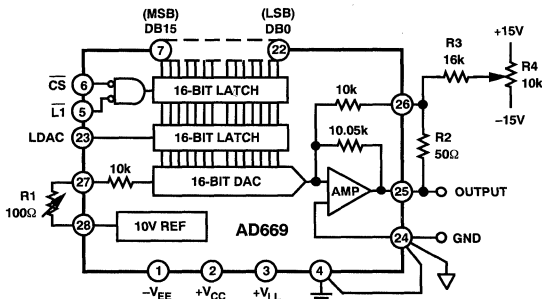 (MSB)
DB15
(LSB)
DB0
+15V
7
22
R3
16k
R4
10k
CS
6
16-BIT LATCH
10k
26
−15V
L1
5
10.05k
LDAC
23
16-BIT LATCH
R2
50Ω
27
10k
16-BIT DAC
AMP
25
OUTPUT
R1
100Ω
28
10V REF
AD669
24
GND
1
2
3
4
−VEE
+VCC
+VLL